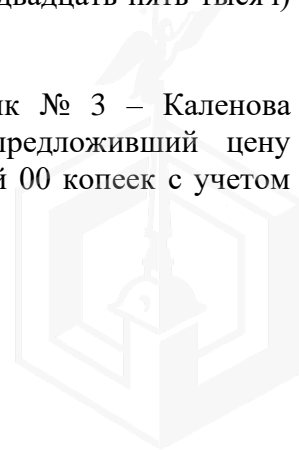 двадцать пять тысяч)
ик № 3 – Каленова
предложивший цену
й 00 копеек с учетом